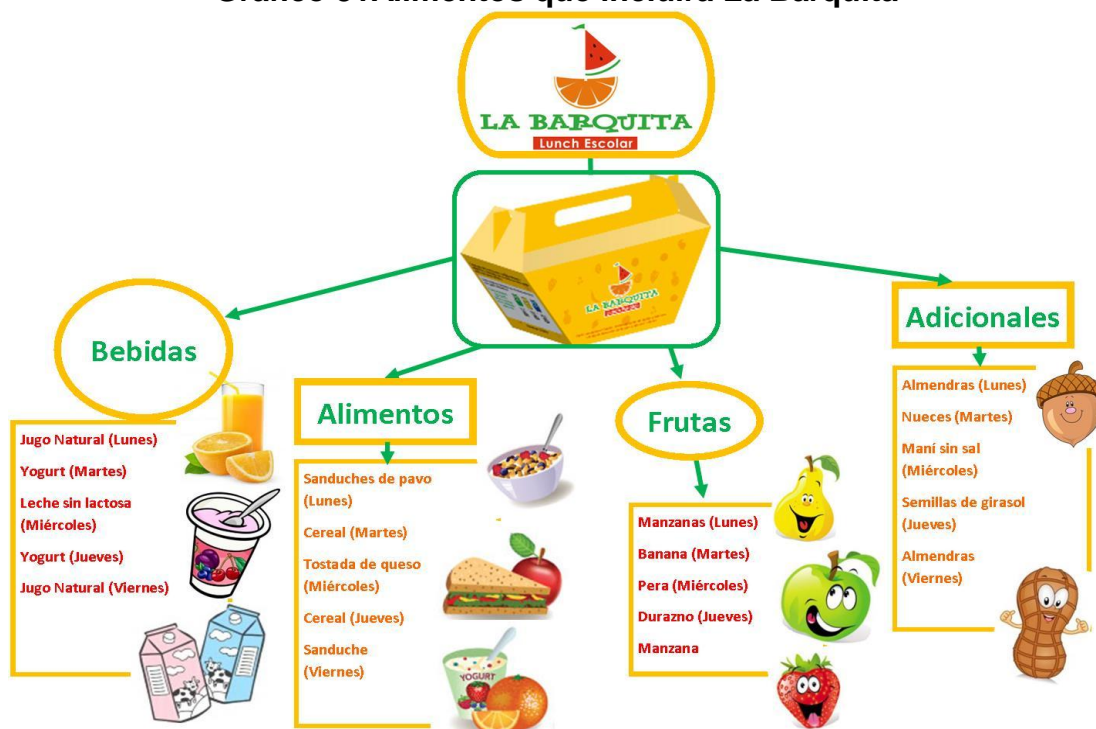 LA BARQUITA
Lunch Escolar
LA BARQUITA
Bebidas
Jugo Natural (Lunes)
Yogurt (Martes)
Leche sin lactosa
(Miércoles)
Yogurt (Jueves)
Jugo Natural (Viernes)
Alimentos
Sanduches de pavo
(Lunes)
Cereal (Martes)
Tostada de queso
(Miércoles)
Cereal (Jueves)
Sanduche
(Viernes)
YOGURT
Frutas
Manzanas (Lunes)
Banana (Martes)
Pera (Miércoles)
Durazno (Jueves)
Manzana
Adicionales
Almendras (Lunes)
Nueces (Martes)
Maní sin sal
(Miércoles)
Semillas de girasol
(Jueves)
Almendras
(Viernes)